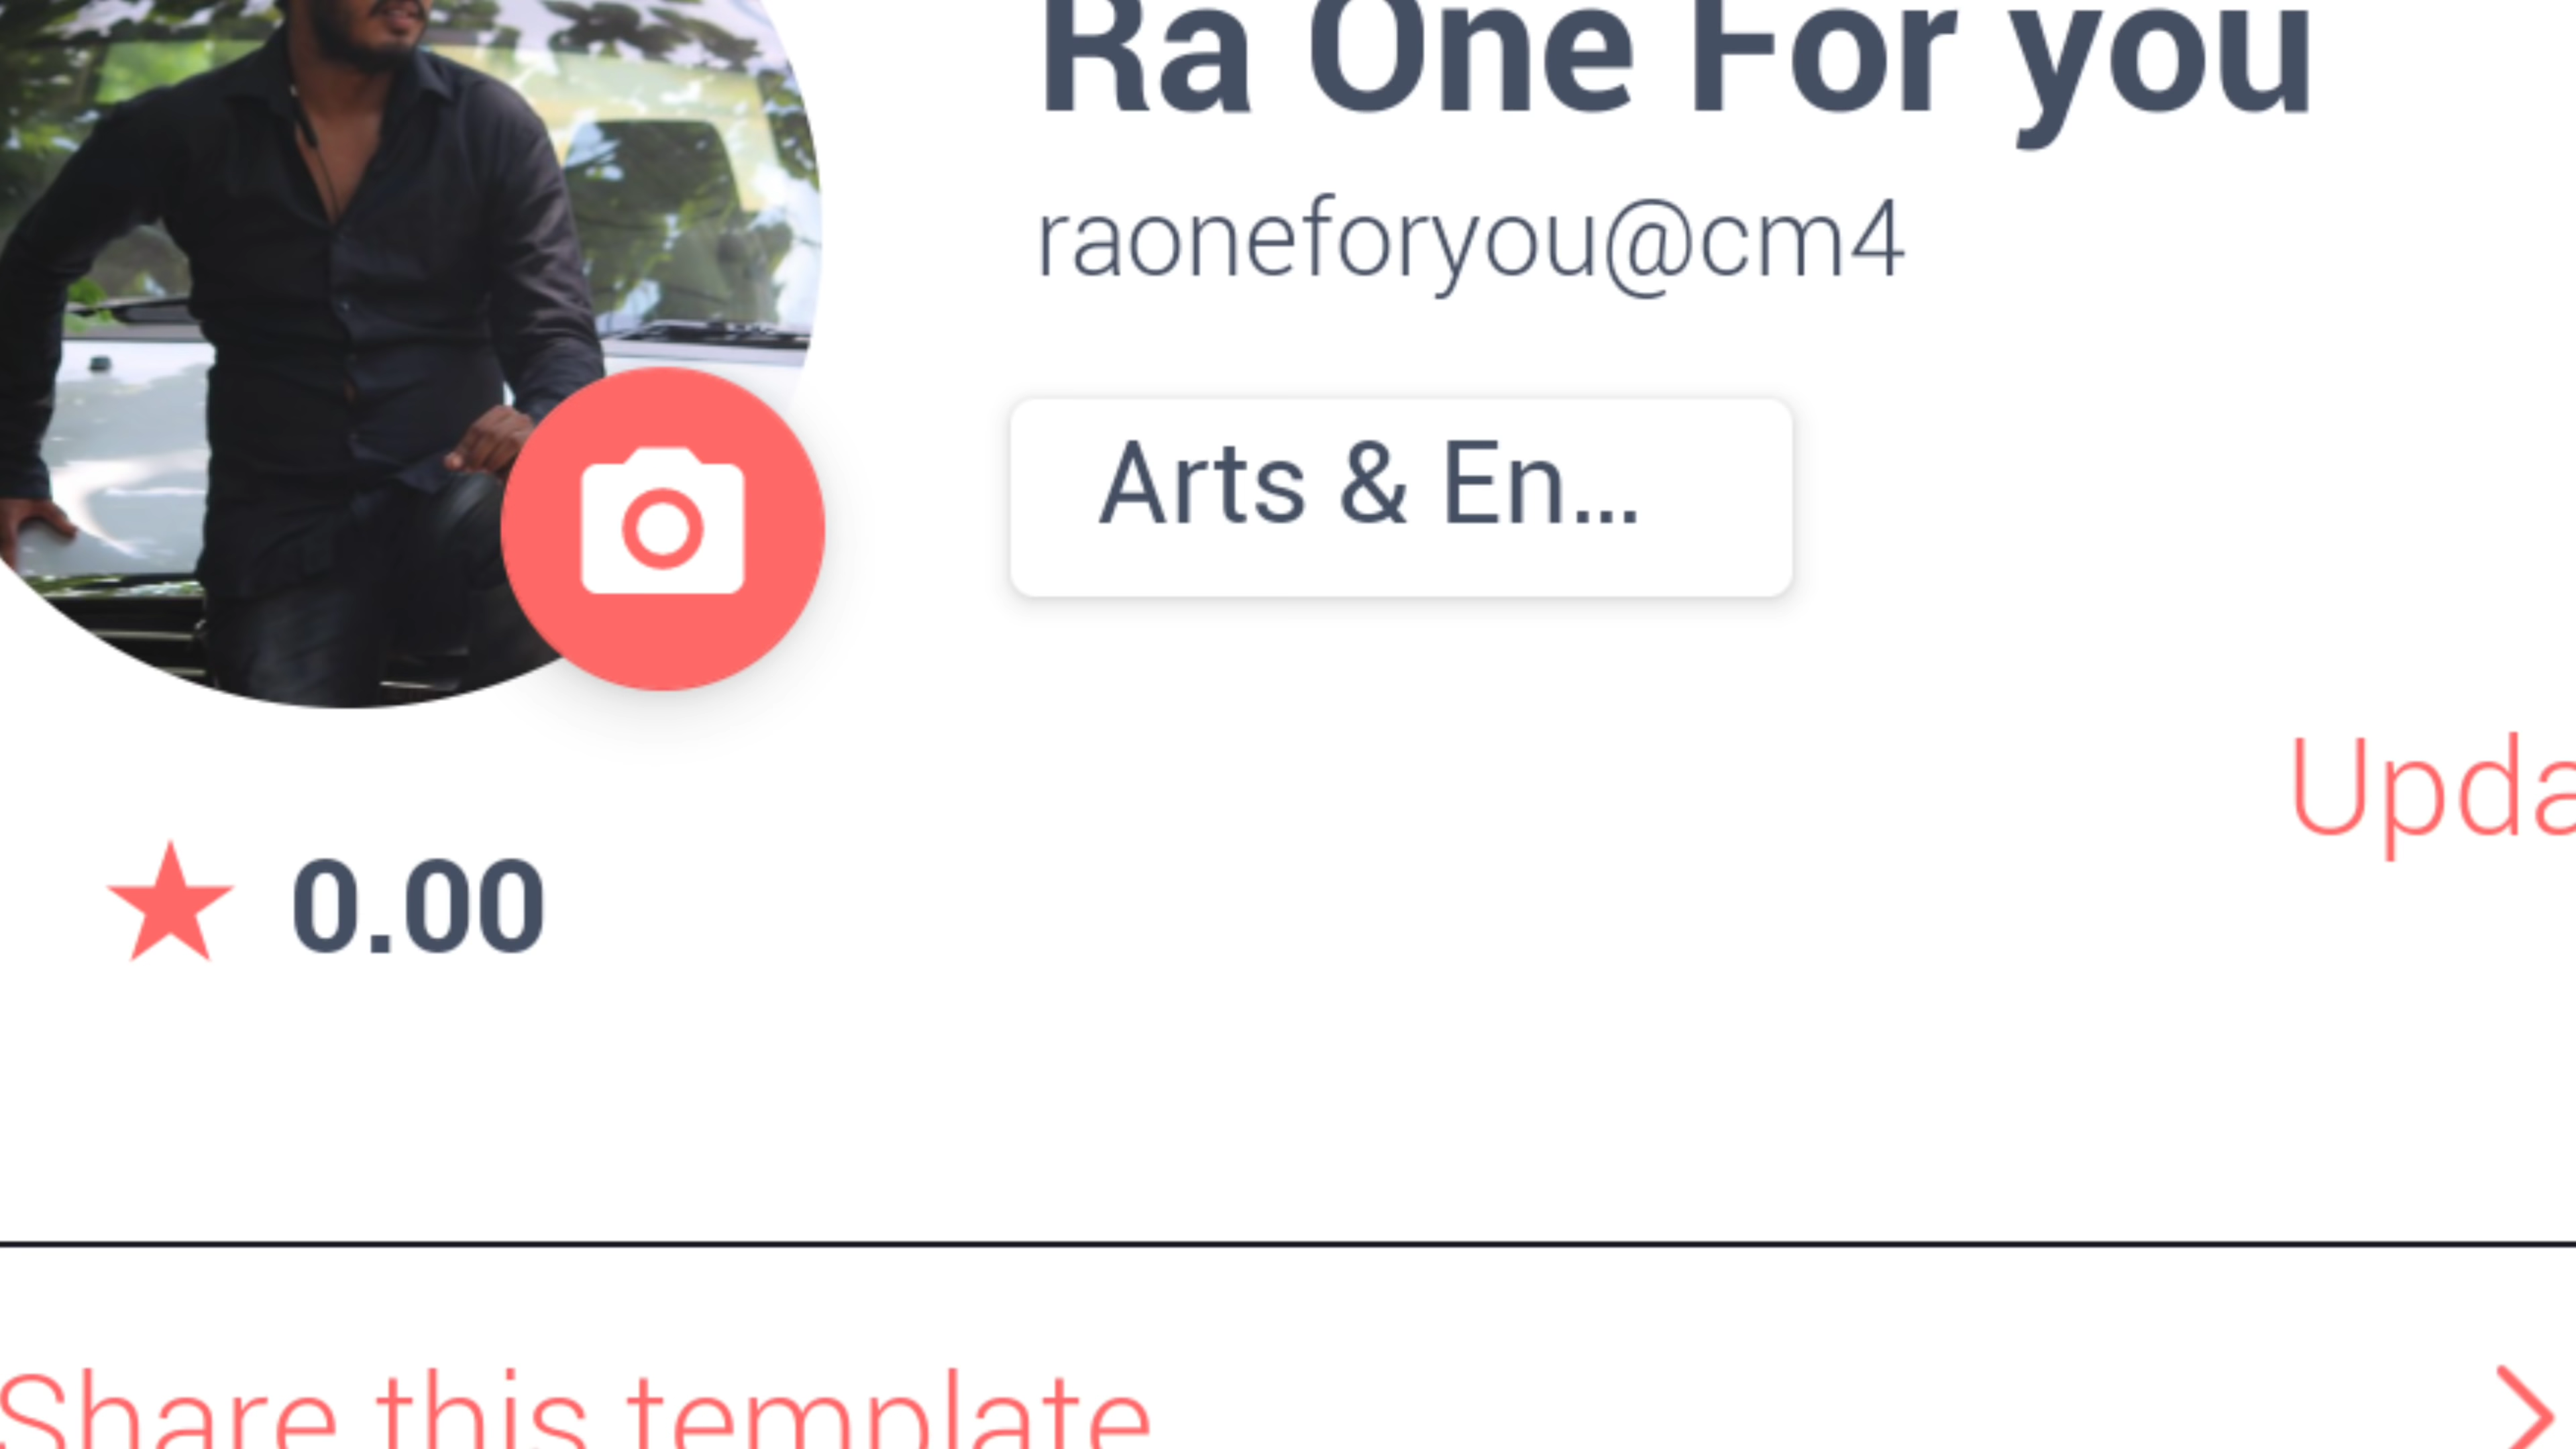 Ra One For you
raoneforyou@cm4
Arts & En...
Upda
0.00
Share this template